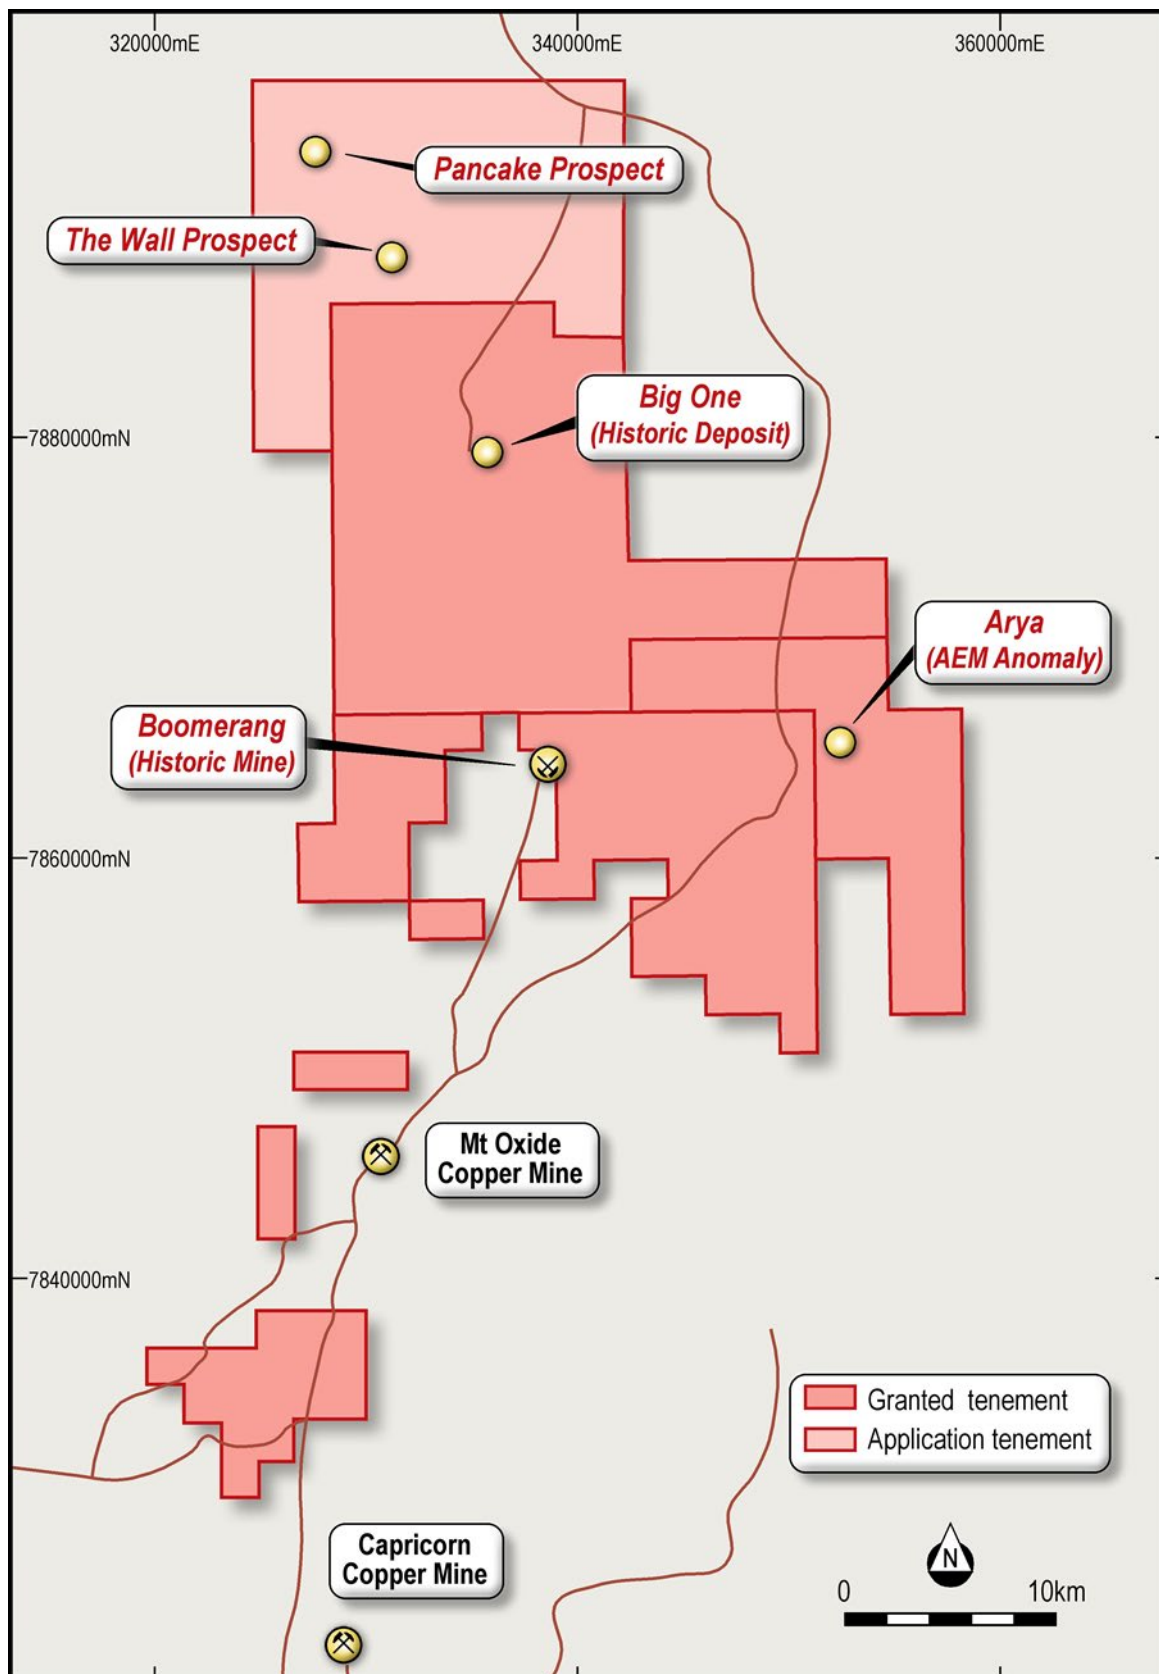 320000mE
340000mE
360000mE
Pancake Prospect
The Wall Prospect
Big One
(Historic Deposit)
7880000mN
Arya
(AEM Anomaly)
Boomerang
(Historic Mine)
7860000mN
Mt Oxide
Copper Mine
7840000mN
Granted tenement
Application tenement
Capricorn
Copper Mine
N
0
10km